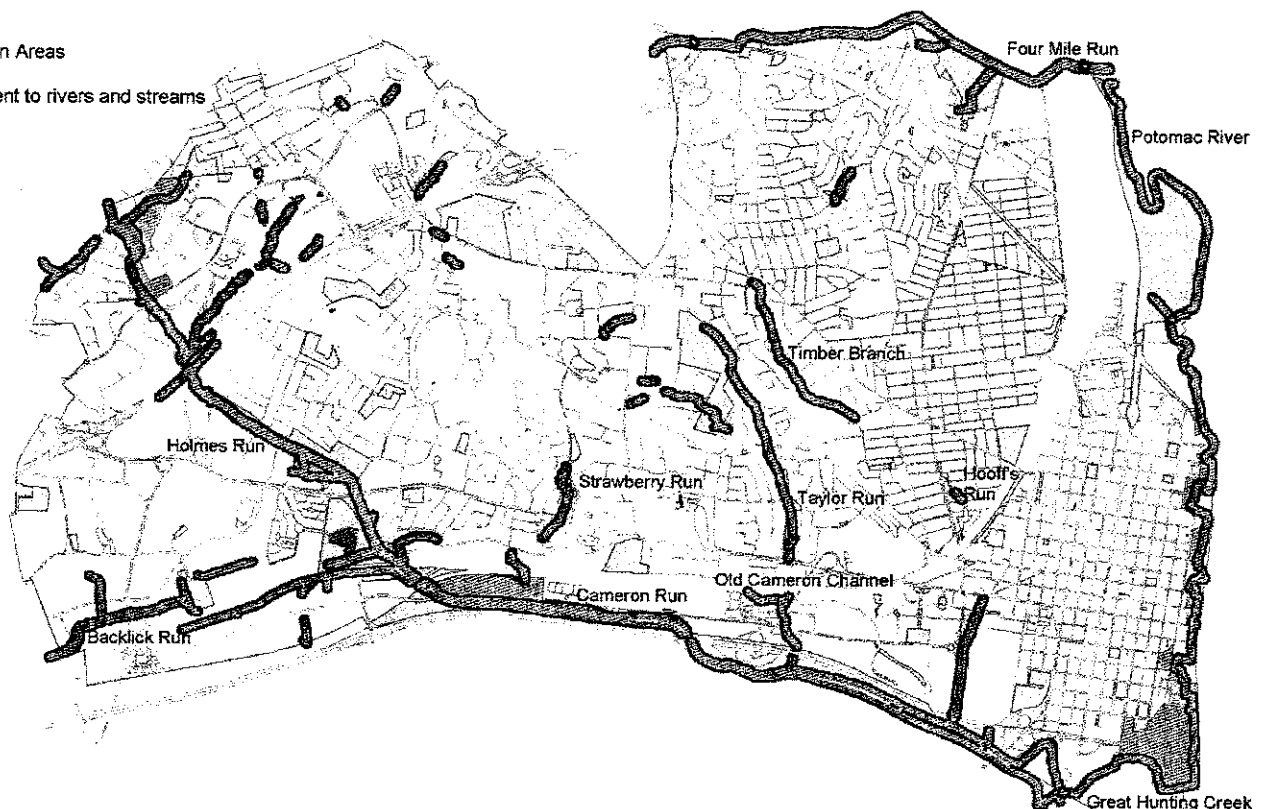 n Areas
ent to rivers and streams
Four Mile Run
Potomac River
Timber Branch
Holmes Run
Strawberry Run
Hooff's
Run
Taylor Run
Old Cameron Channel
Cameron Run
Backlick Run
Great Hunting Creek